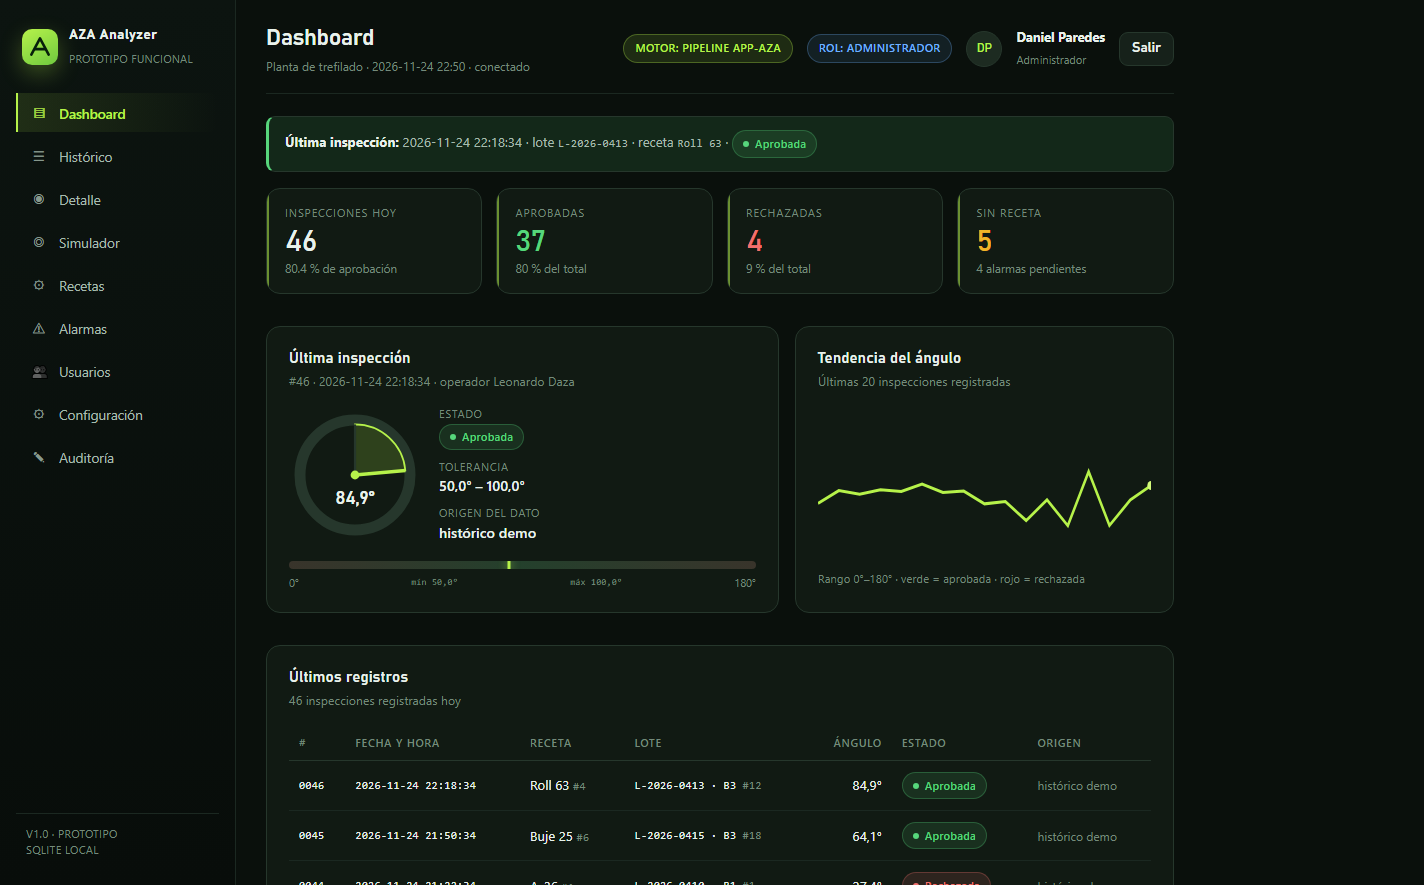 AZA Analyzer
PROTOTIPO FUNCIONAL
Dashboard
Histórico
Detalle
Simulador
Recetas
Alarmas
Usuarios
Configuración
Auditoría
V1.0 · PROTOTIPO
SQLITE LOCAL
Dashboard
Planta de trefilado · 2026-11-24 22:50 · conectado
MOTOR: PIPELINE APP-AZA
ROL: ADMINISTRADOR
DP
Daniel Paredes
Administrador
Salir
Última inspección: 2026-11-24 22:18:34 · lote L-2026-0413 · receta Roll 63 · Aprobada
INSPECCIONES HOY
46
80.4 % de aprobación
APROBADAS
37
80 % del total
RECHAZADAS
4
9 % del total
SIN RECETA
5
4 alarmas pendientes
Última inspección
#46 · 2026-11-24 22:18:34 · operador Leonardo Daza
84,9°
ESTADO
Aprobada
TOLERANCIA
50,0° – 100,0°
ORIGEN DEL DATO
histórico demo
0° mín 50,0° máx 100,0° 180°
Tendencia del ángulo
Últimas 20 inspecciones registradas
Rango 0°–180° · verde = aprobada · rojo = rechazada
Últimos registros
46 inspecciones registradas hoy
# FECHA Y HORA RECETA LOTE ÁNGULO ESTADO ORIGEN
0046 2026-11-24 22:18:34 Roll 63 #4 L-2026-0413 · B3 #12 84,9° Aprobada histórico demo
0045 2026-11-24 21:50:34 Buje 25 #6 L-2026-0415 · B3 #18 64,1° Aprobada histórico demo